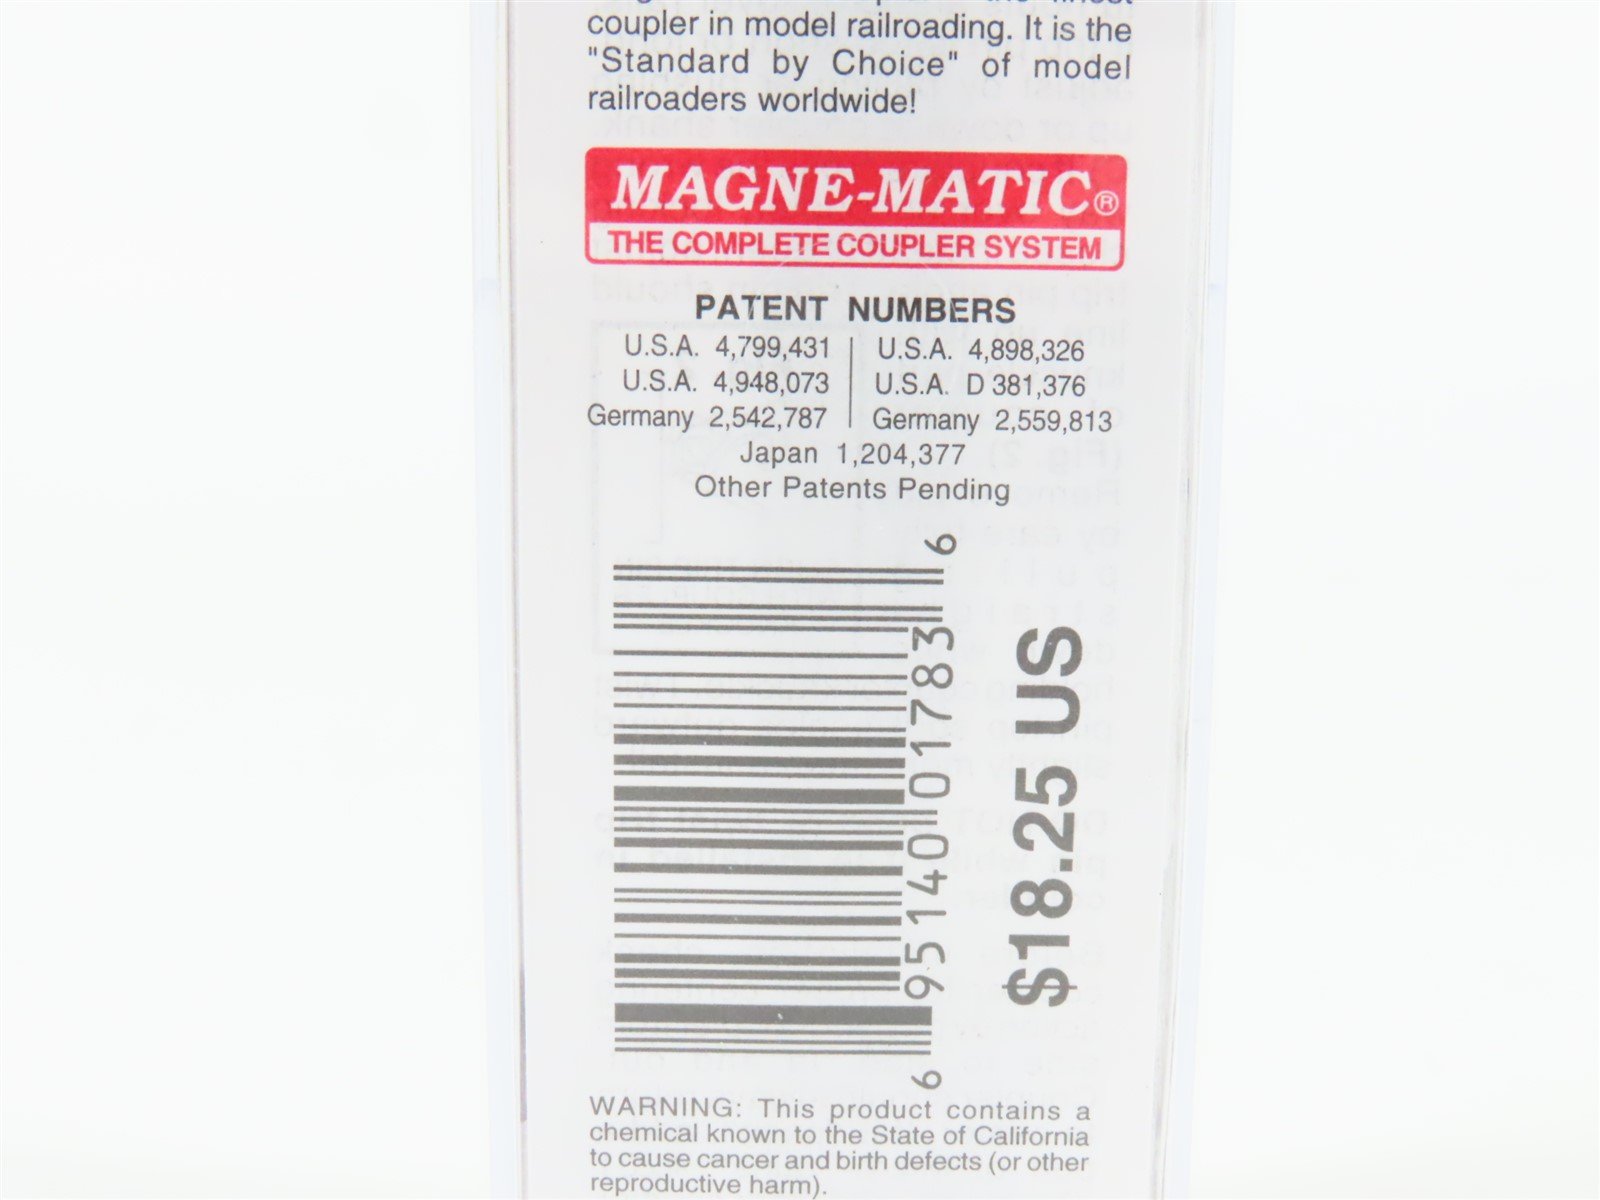 coupler in model railroading. It is the
"Standard by Choice" of model
railroaders worldwide!
MAGNE-MATIC®
THE COMPLETE COUPLER SYSTEM
PATENT NUMBERS
U.S.A. 4,799,431 | U.S.A. 4,898,326
U.S.A. 4,948,073 | U.S.A. D 381,376
Germany 2,542,787 | Germany 2,559,813
Japan 1,204,377
Other Patents Pending
6 95140 01783 6
$18.25 US
WARNING: This product contains a
chemical known to the State of California
to cause cancer and birth defects (or other
reproductive harm).